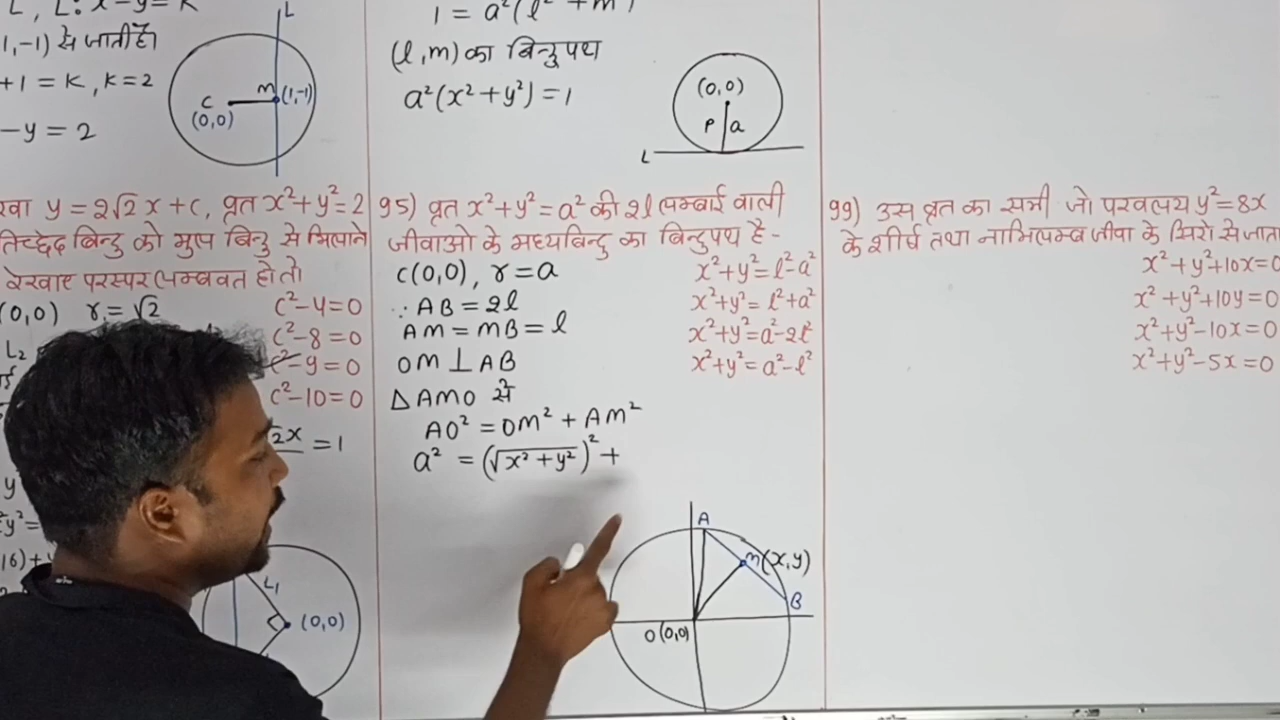 L, L: x-y=K
1,-1) से जाती है।
+1=K, K=2
-y=2
L
C
(0,0)
M
(1,-1)
1 = a²(l²+m²)
(l,m) का बिन्दुपथ
a²(x²+y²)=1
(0,0)
P
a
L
रेखा y=2√2x+c, वृत x²+y²=2
बिन्दु को मुल बिन्दु से मिलाने
रेखाए परस्पर लम्बवत हो तो
(0,0) r=√2
L₂
c²-4=0
c²-8=0
c²-9=0
c²-10=0
2x = 1
y
y²=
16)+
L₁
(0,0)
95) वृत x²+y²=a² की 2l लम्बाई वाली
जीवाओ के मध्यबिन्दु का बिन्दुपथ है-
C(0,0), r=a
∵AB=2l
AM=MB=l
OM⊥AB
△AMO से
AO²=OM²+AM²
a² = (√x²+y²)²+
x²+y²=l²-a²
x²+y²=l²+a²
x²+y²=a²-2l²
x²+y²=a²-l²
A
M(x,y)
B
O(0,0)
99) उस वृत का समी जो परवलय y²=8x
के शीर्ष तथा नाभिलम्ब जीवा के सिरो से जाता
x²+y²+10x=0
x²+y²+10y=0
x²+y²-10x=0
x²+y²-5x=0